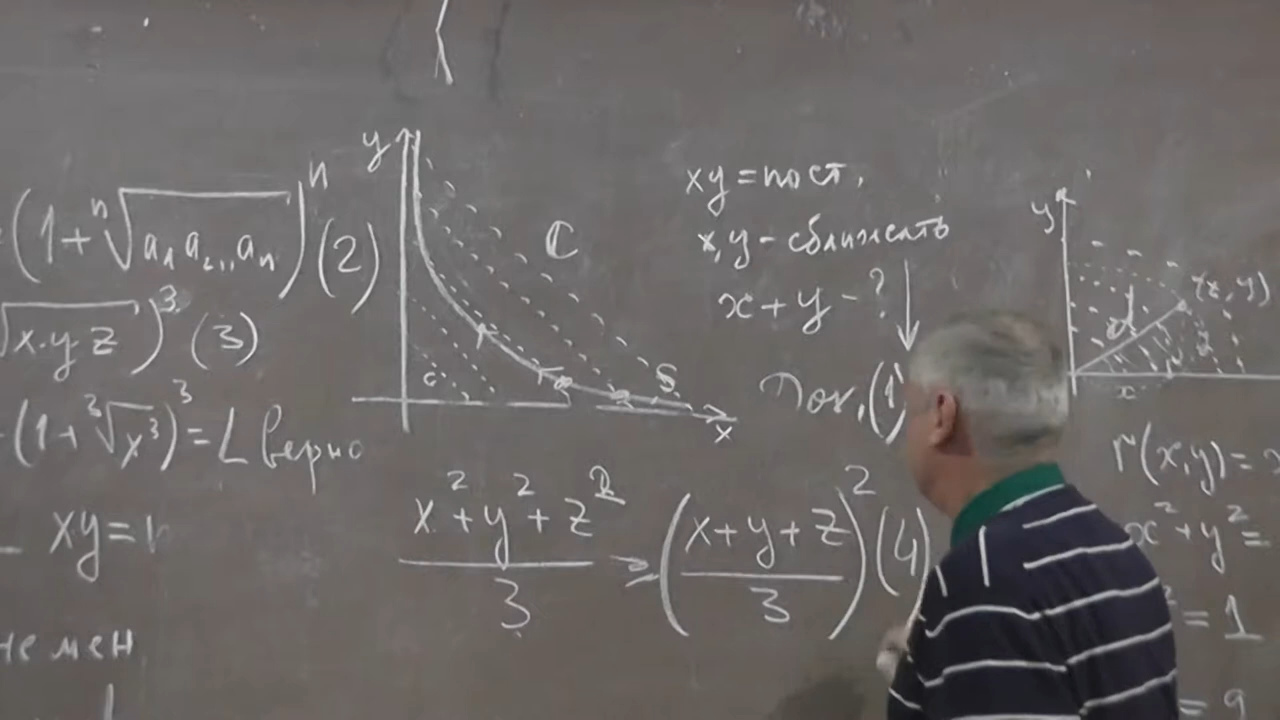 (1+ⁿ√(a₁a₂..aₙ))ⁿ (2)
√(x·y z))³ (3)
(1+³√x³)³=L верно
xy=
не мен
y
C
c
S
x
xy=пост.
x,y-сближать
x+y-?
Док.(1)
(x²+y²+z²)/3 ≥ ((x+y+z)/3)² (4)
y
(x,y)
d
x
r(x,y)=
x²+y²=
=1
=9